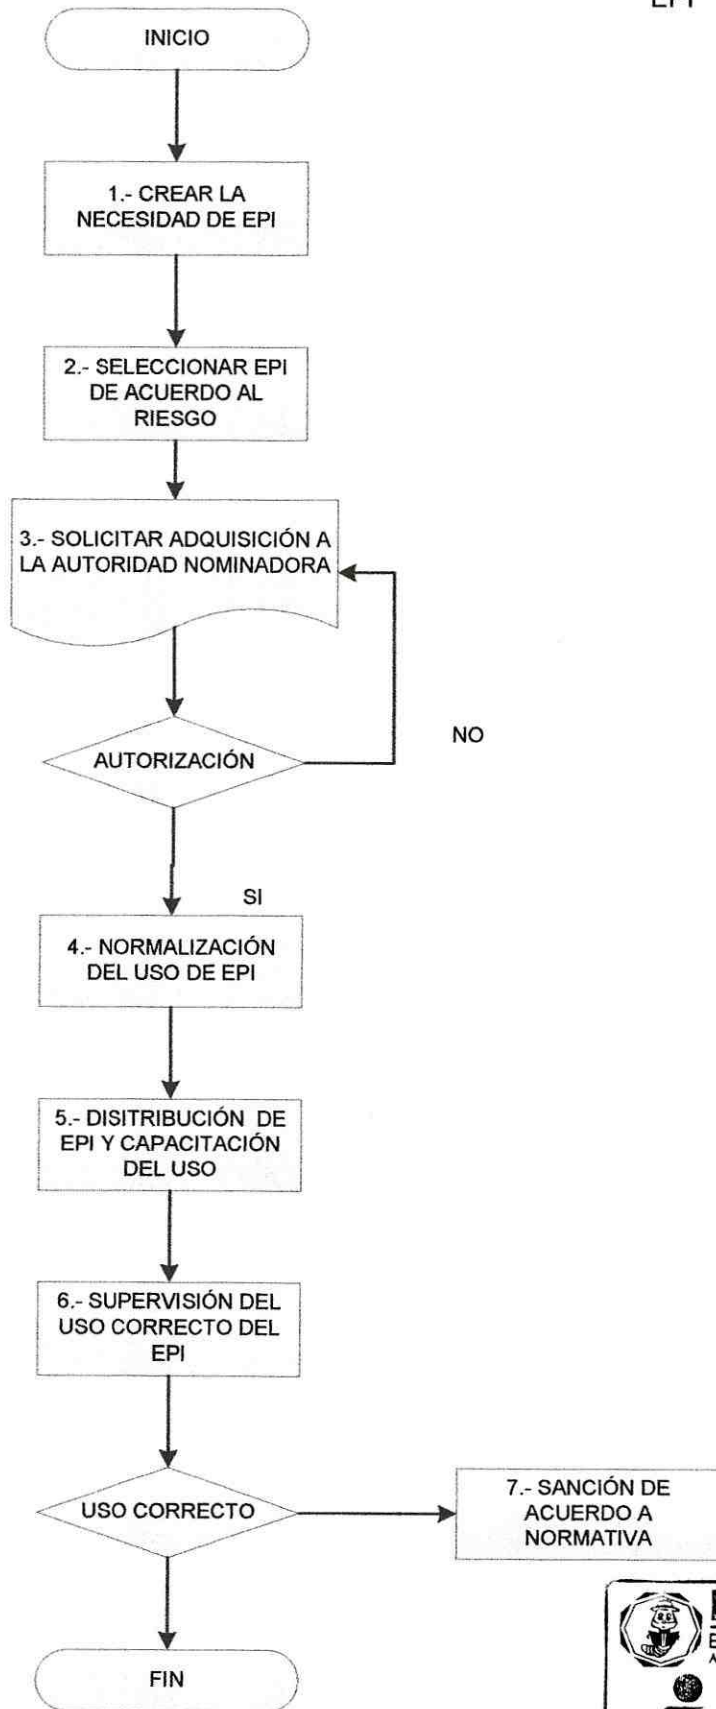 EPI
INICIO
1.- CREAR LA
NECESIDAD DE EPI
2.- SELECCIONAR EPI
DE ACUERDO AL
RIESGO
3.- SOLICITAR ADQUISICIÓN A
LA AUTORIDAD NOMINADORA
AUTORIZACIÓN
NO
SI
4.- NORMALIZACIÓN
DEL USO DE EPI
5.- DISITRIBUCIÓN DE
EPI Y CAPACITACIÓN
DEL USO
6.- SUPERVISIÓN DEL
USO CORRECTO DEL
EPI
USO CORRECTO
7.- SANCIÓN DE
ACUERDO A
NORMATIVA
FIN